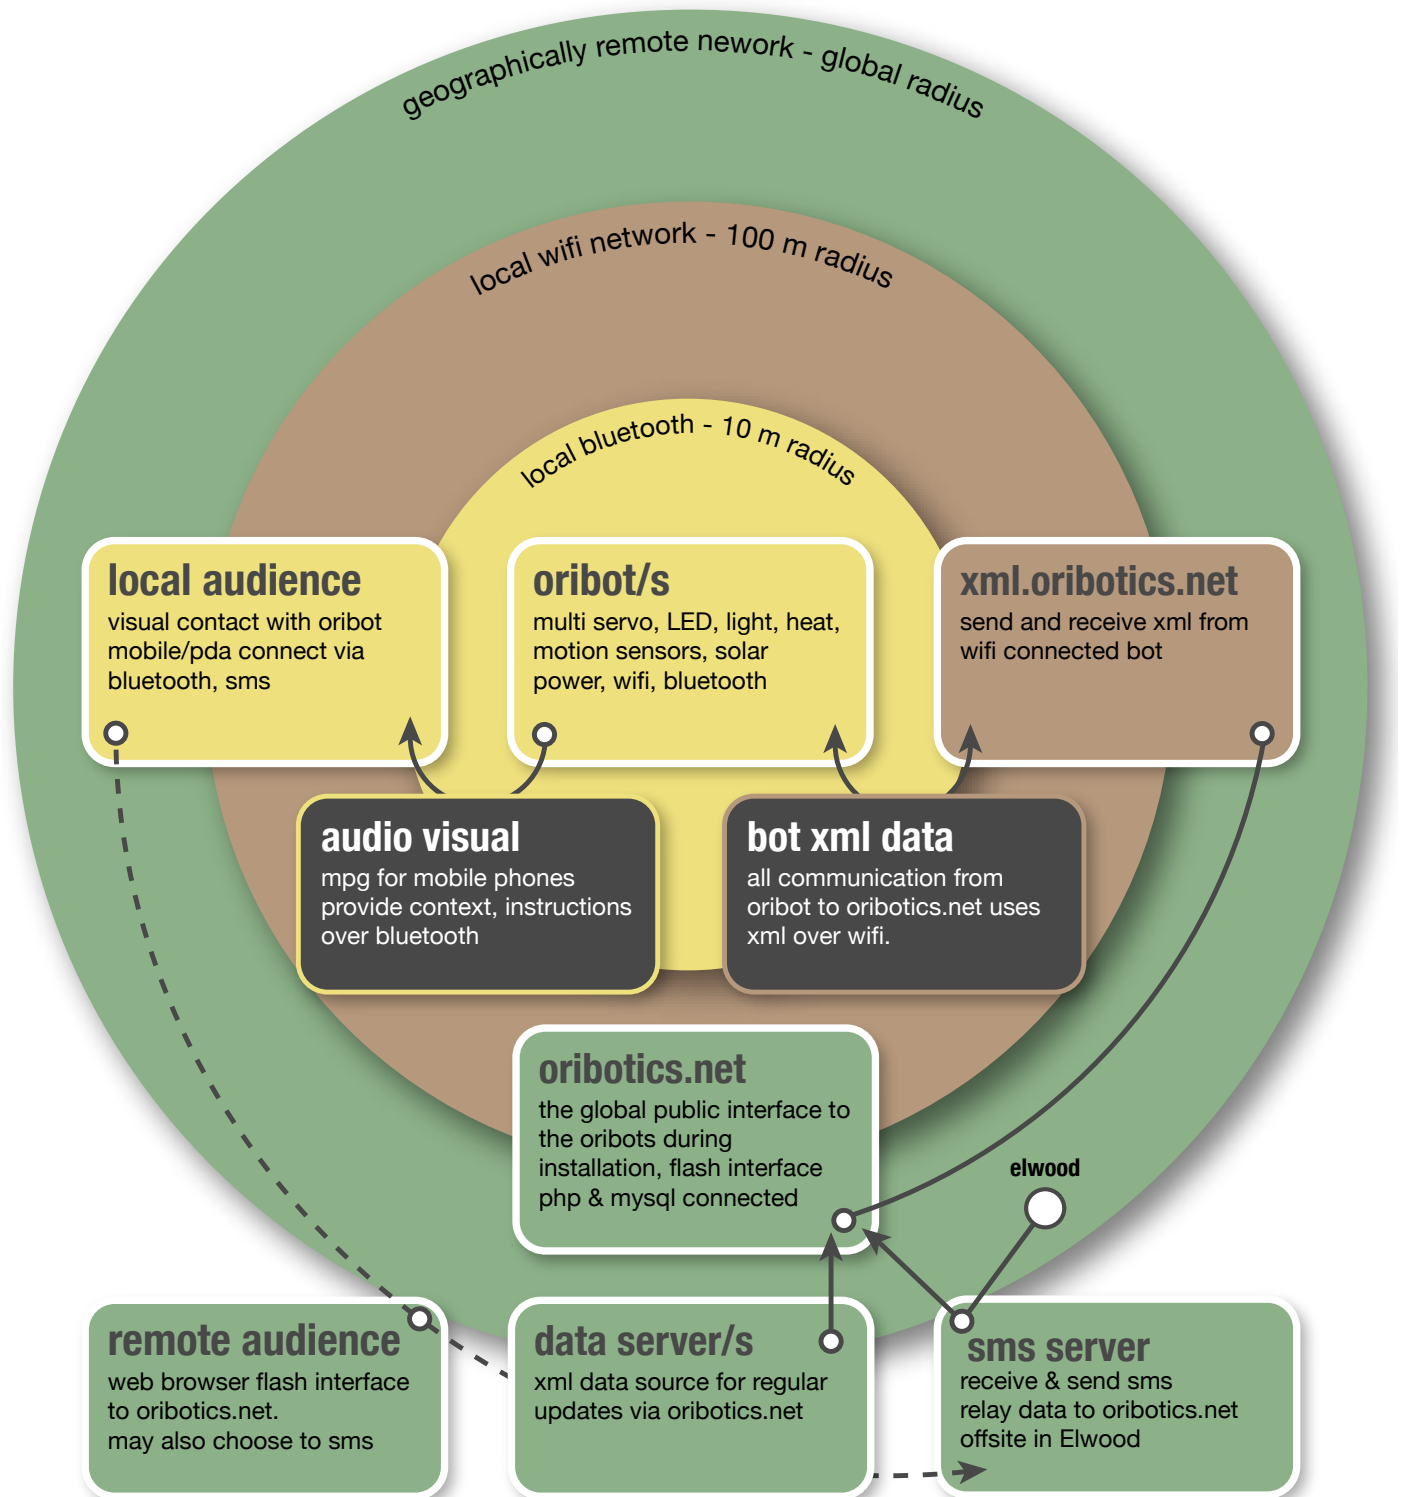 geographically remote nework - global radius
local wifi network - 100 m radius
local bluetooth - 10 m radius
local audience
visual contact with oribot
mobile/pda connect via
bluetooth, sms
oribot/s
multi servo, LED, light, heat,
motion sensors, solar
power, wifi, bluetooth
xml.oribotics.net
send and receive xml from
wifi connected bot
audio visual
mpg for mobile phones
provide context, instructions
over bluetooth
bot xml data
all communication from
oribot to oribotics.net uses
xml over wifi.
oribotics.net
the global public interface to
the oribots during
installation, flash interface
php & mysql connected
elwood
remote audience
web browser flash interface
to oribotics.net.
may also choose to sms
data server/s
xml data source for regular
updates via oribotics.net
sms server
receive & send sms
relay data to oribotics.net
offsite in Elwood